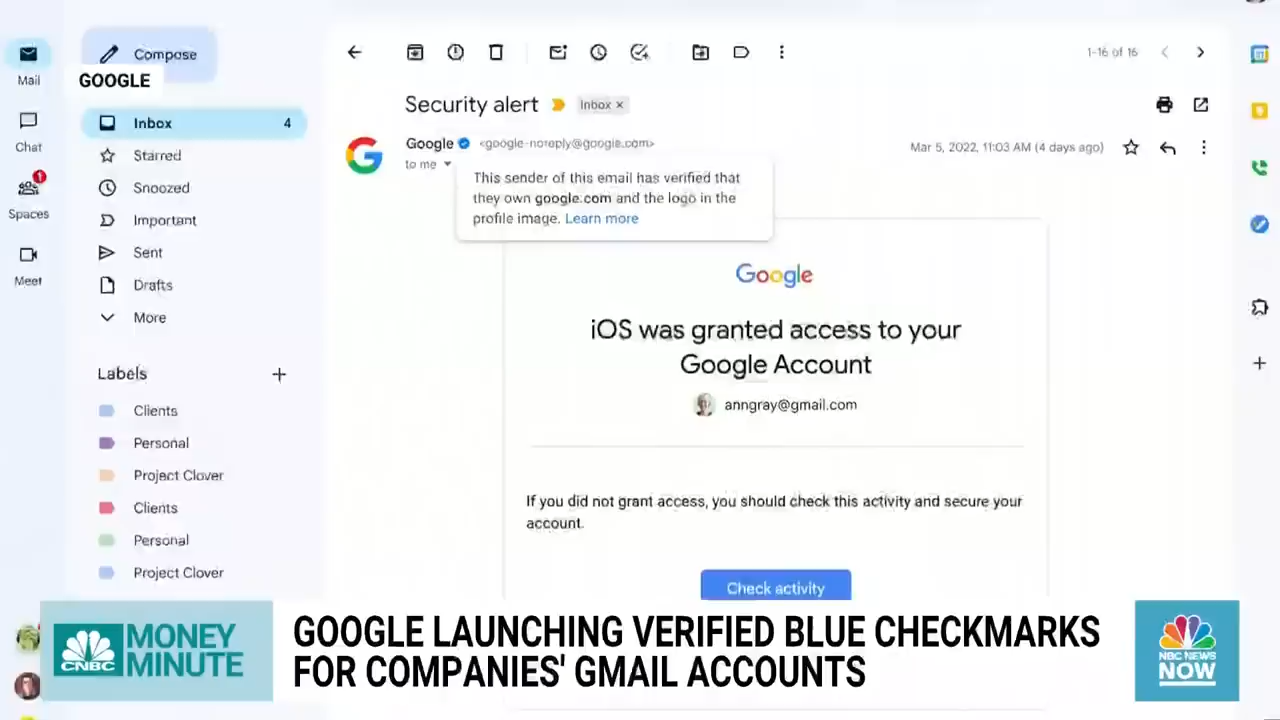 Compose
Mail
GOOGLE
Inbox 4
Chat
Starred
Snoozed
Spaces
Important
Sent
Meet
Drafts
More
Labels
Clients
Personal
Project Clover
Clients
Personal
Project Clover
1-16 of 16
Security alert Inbox ×
Google <google-noreply@google.com>
Mar 5, 2022, 11:03 AM (4 days ago)
to me
This sender of this email has verified that
they own google.com and the logo in the
profile image. Learn more
Google
iOS was granted access to your
Google Account
anngray@gmail.com
If you did not grant access, you should check this activity and secure your
account.
Check activity
CNBC
MONEY
MINUTE
GOOGLE LAUNCHING VERIFIED BLUE CHECKMARKS
FOR COMPANIES' GMAIL ACCOUNTS
NBC NEWS
NOW